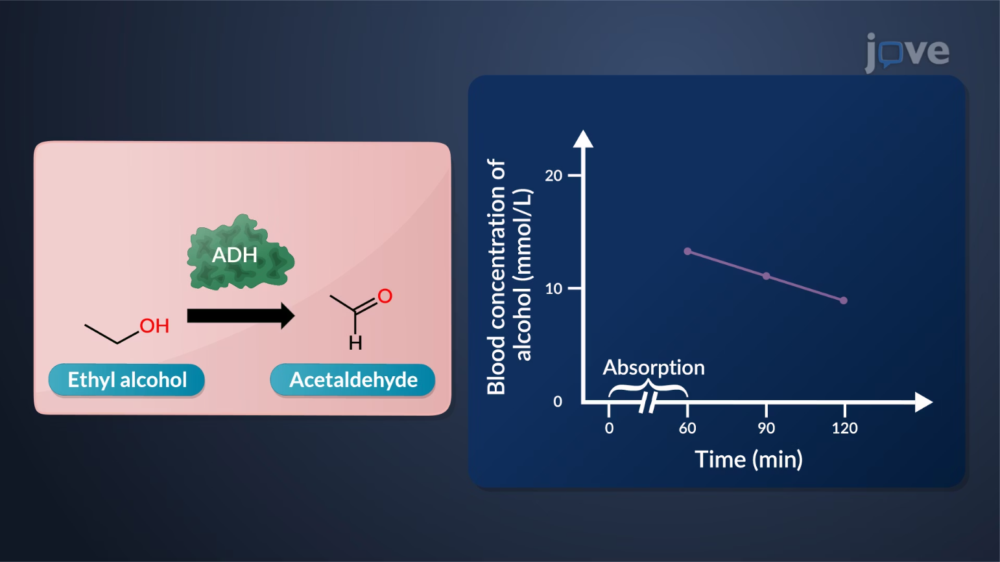 jove
ADH
OH
O
H
Ethyl alcohol
Acetaldehyde
Blood concentration of
alcohol (mmol/L)
20
10
0
Absorption
0
60
90
120
Time (min)